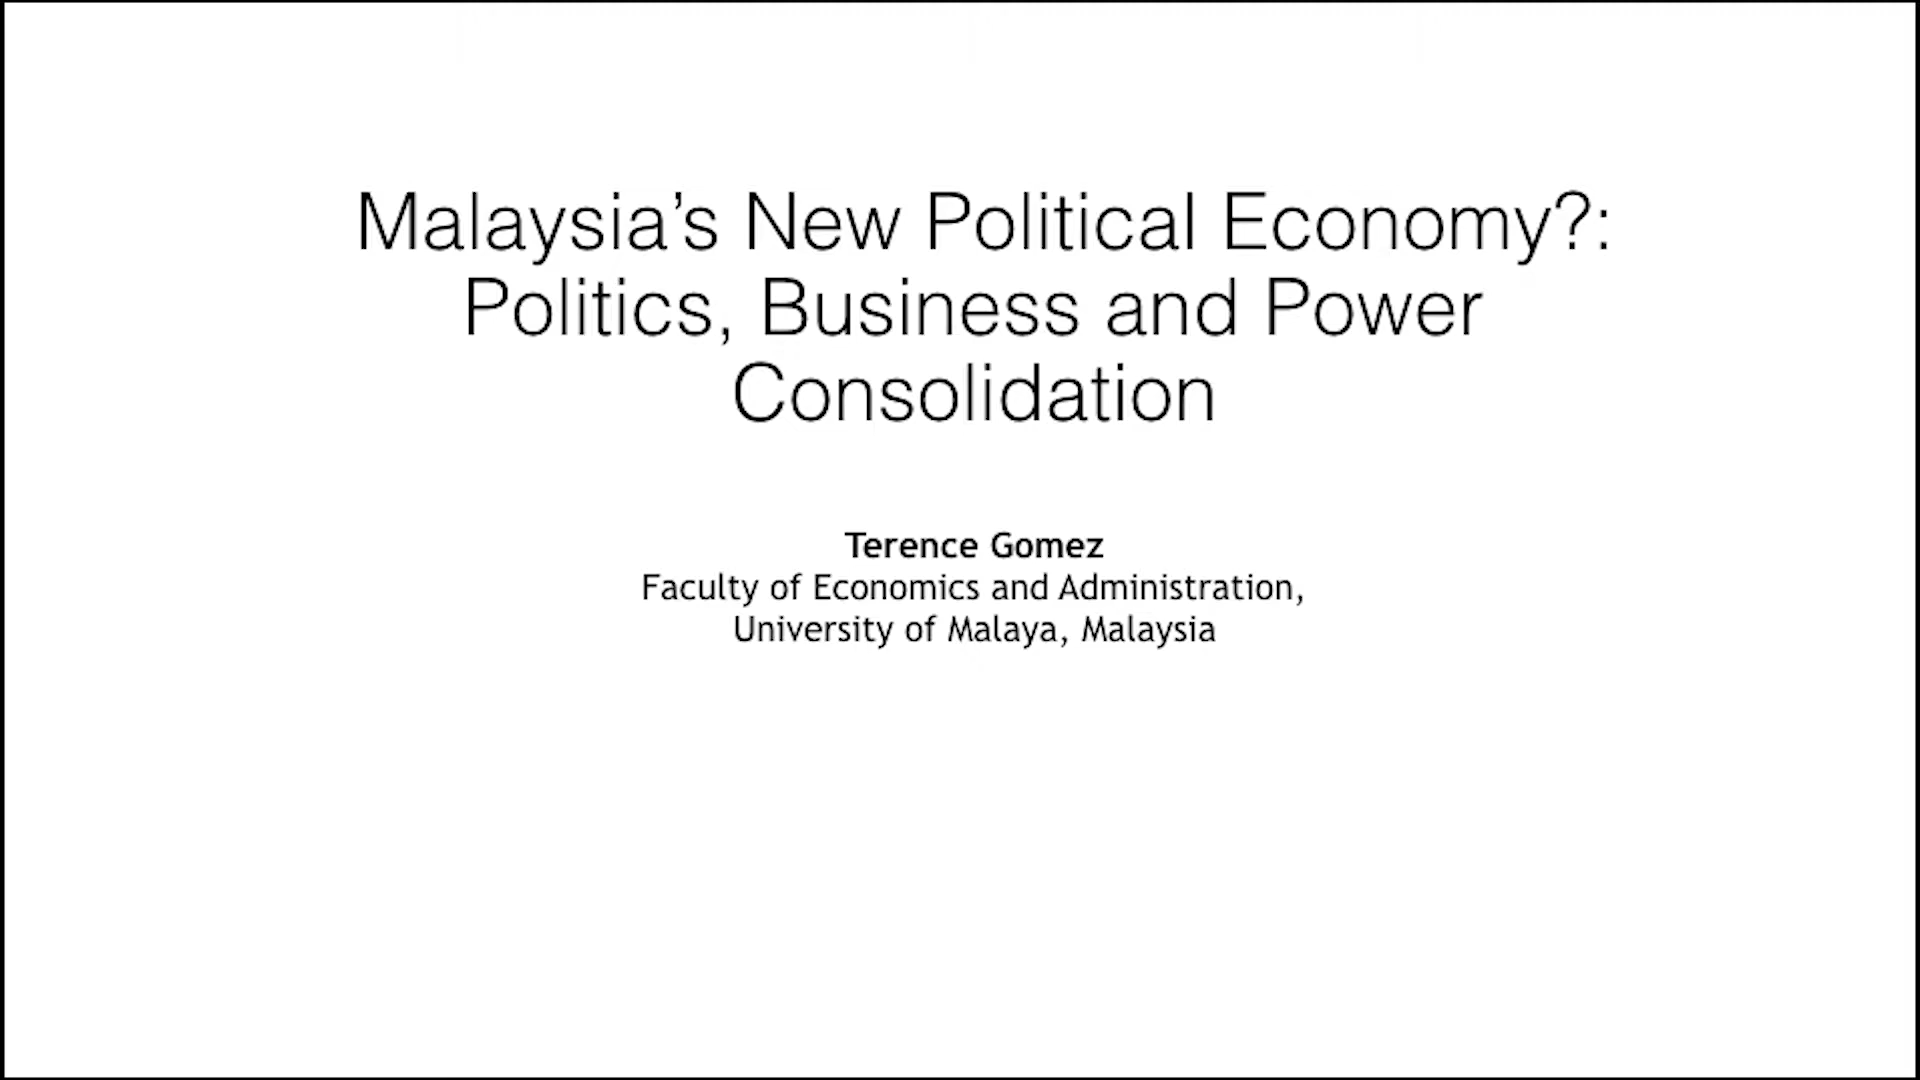 Malaysia’s New Political Economy?:
Politics, Business and Power
Consolidation
Terence Gomez
Faculty of Economics and Administration,
University of Malaya, Malaysia